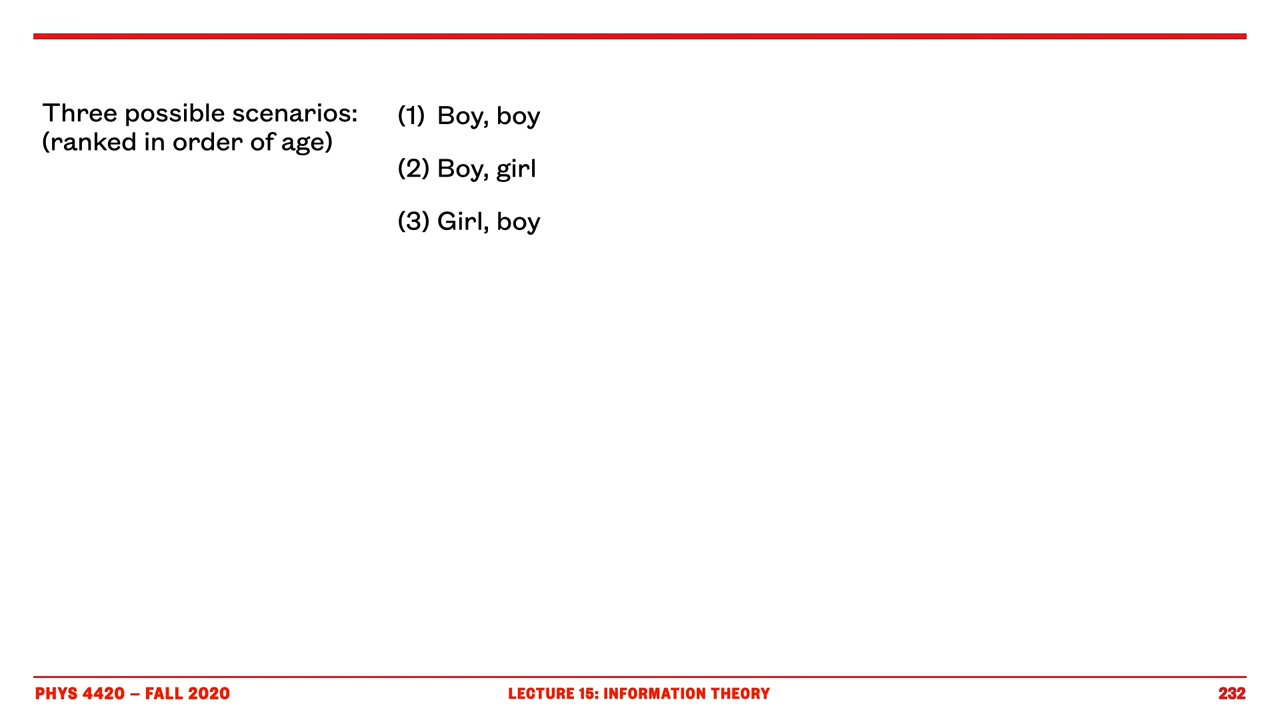 Three possible scenarios:
(ranked in order of age)
(1) Boy, boy
(2) Boy, girl
(3) Girl, boy
PHYS 4420 – FALL 2020
LECTURE 15: INFORMATION THEORY
232